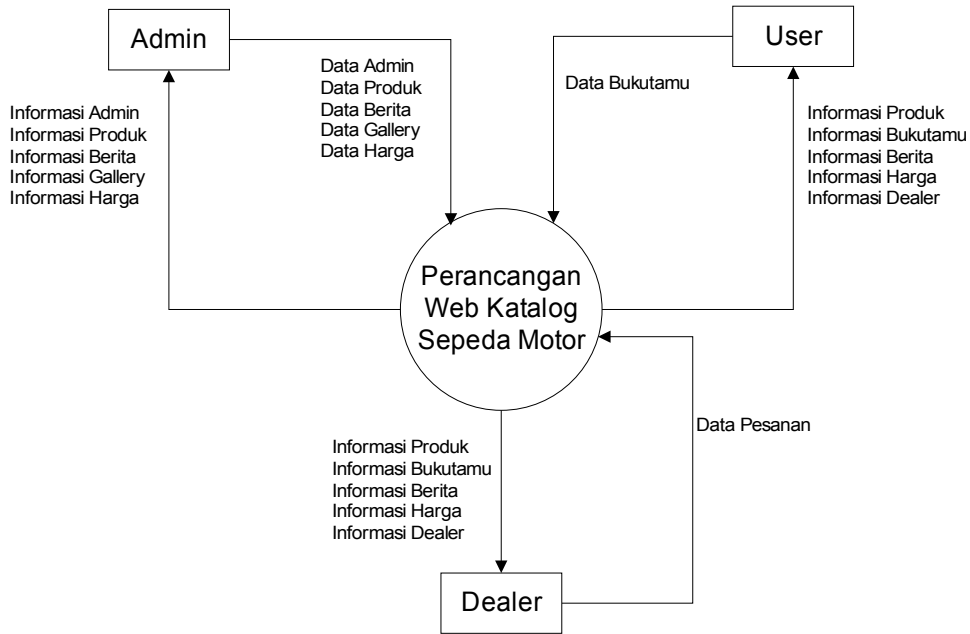 Admin
User
Data Admin
Data Produk
Data Berita
Data Gallery
Data Harga
Data Bukutamu
Informasi Admin
Informasi Produk
Informasi Berita
Informasi Gallery
Informasi Harga
Informasi Produk
Informasi Bukutamu
Informasi Berita
Informasi Harga
Informasi Dealer
Perancangan
Web Katalog
Sepeda Motor
Data Pesanan
Informasi Produk
Informasi Bukutamu
Informasi Berita
Informasi Harga
Informasi Dealer
Dealer